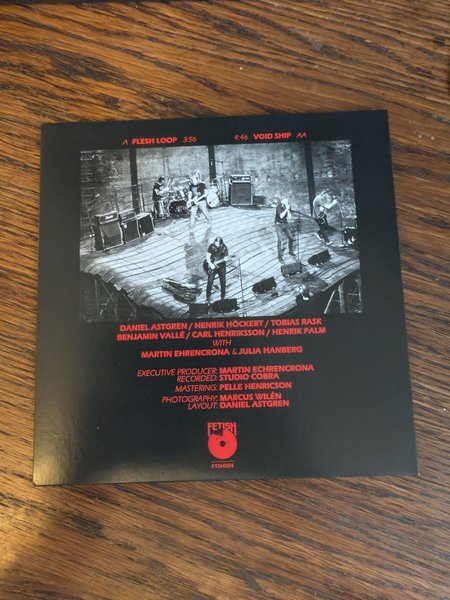 A FLESH LOOP 3:56 4:46 VOID SHIP AA
DANIEL ASTGREN / HENRIK HÖCKERT / TOBIAS RASK
BENJAMIN VALLÉ / CARL HENRIKSSON / HENRIK PALM
WITH
MARTIN EHRENCRONA & JULIA HANBERG
EXECUTIVE PRODUCER: MARTIN ECHRENCRONA
RECORDED: STUDIO COBRA
MASTERING: PELLE HENRICSON
PHOTOGRAPHY: MARCUS WILÉN
LAYOUT: DANIEL ASTGREN
FETISH
FTSH004